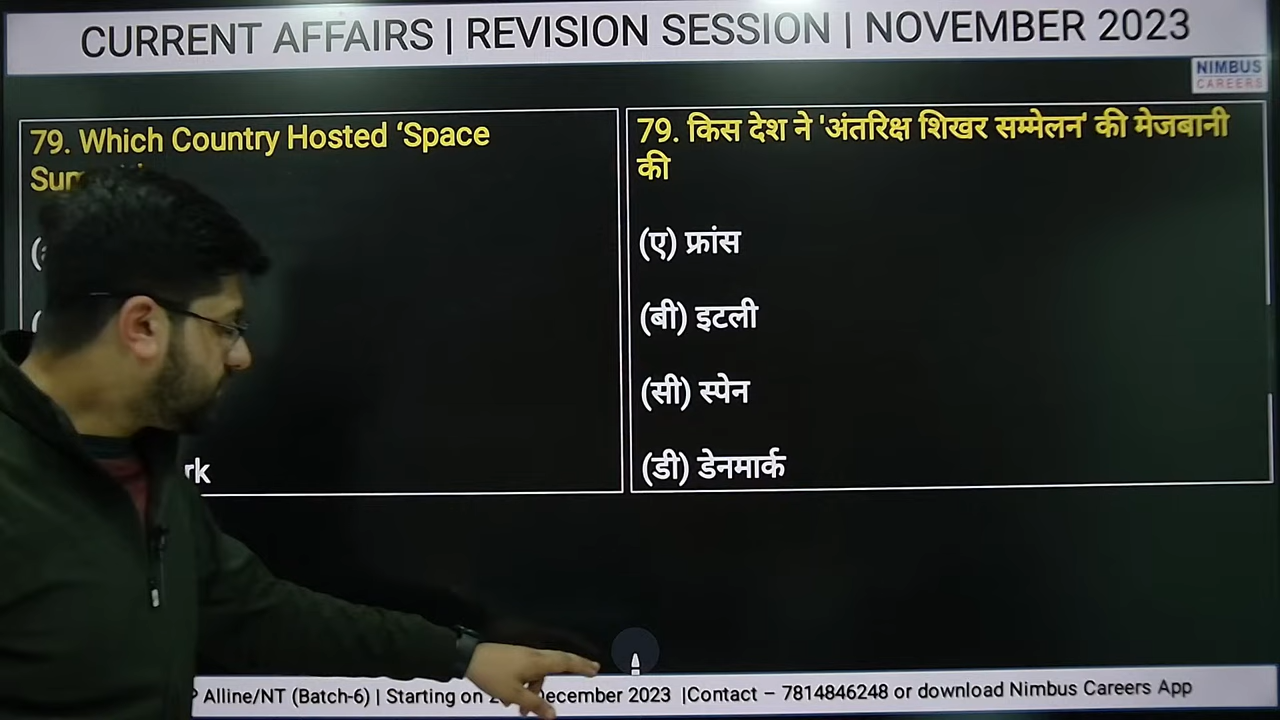 CURRENT AFFAIRS | REVISION SESSION | NOVEMBER 2023
NIMBUS
CAREERS
79. Which Country Hosted ‘Space
79. किस देश ने 'अंतरिक्ष शिखर सम्मेलन' की मेजबानी
की
(ए) फ्रांस
(बी) इटली
(सी) स्पेन
(डी) डेनमार्क
Alline/NT (Batch-6) | Starting on 2 December 2023 |Contact – 7814846248 or download Nimbus Careers App